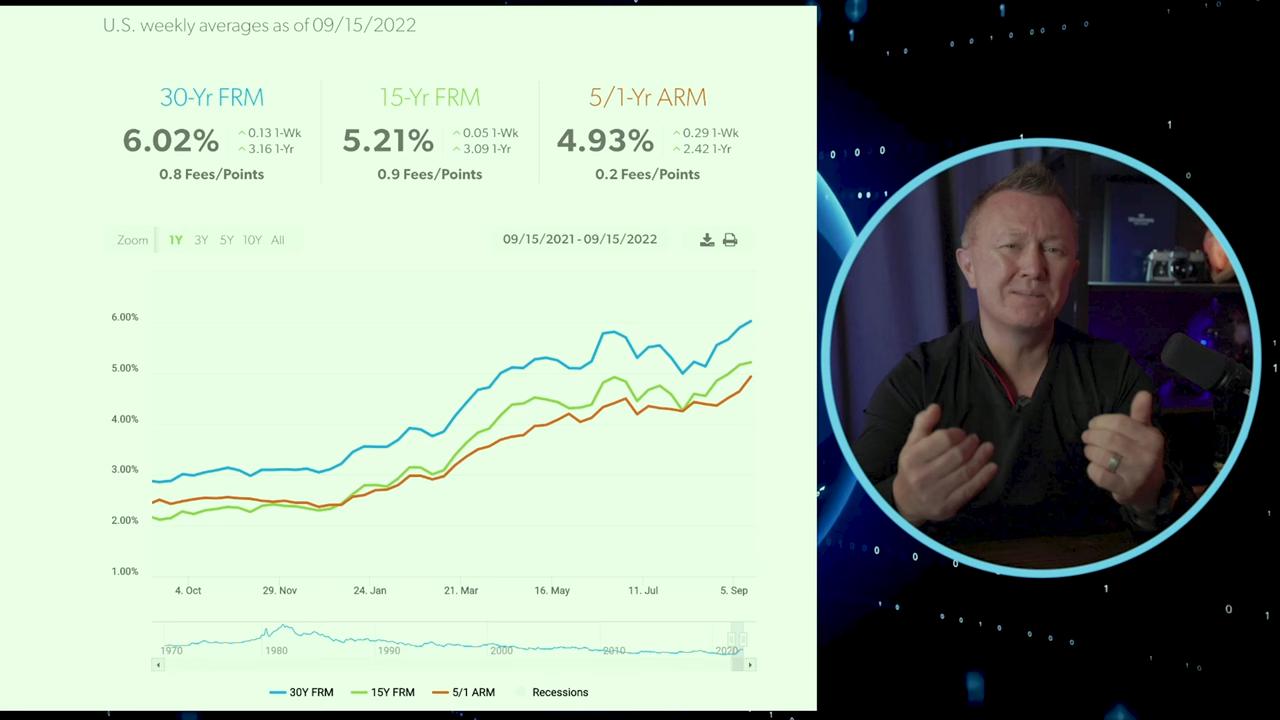 U.S. weekly averages as of 09/15/2022
30-Yr FRM 15-Yr FRM 5/1-Yr ARM
6.02% 0.13 1-Wk 5.21% 0.05 1-Wk 4.93% 0.29 1-Wk
3.16 1-Yr 3.09 1-Yr 2.42 1-Yr
0.8 Fees/Points 0.9 Fees/Points 0.2 Fees/Points
Zoom 1Y 3Y 5Y 10Y All 09/15/2021 - 09/15/2022
6.00%
5.00%
4.00%
3.00%
2.00%
1.00%
4. Oct 29. Nov 24. Jan 21. Mar 16. May 11. Jul 5. Sep
1970 1980 1990 2000 2010 2020
30Y FRM 15Y FRM 5/1 ARM Recessions